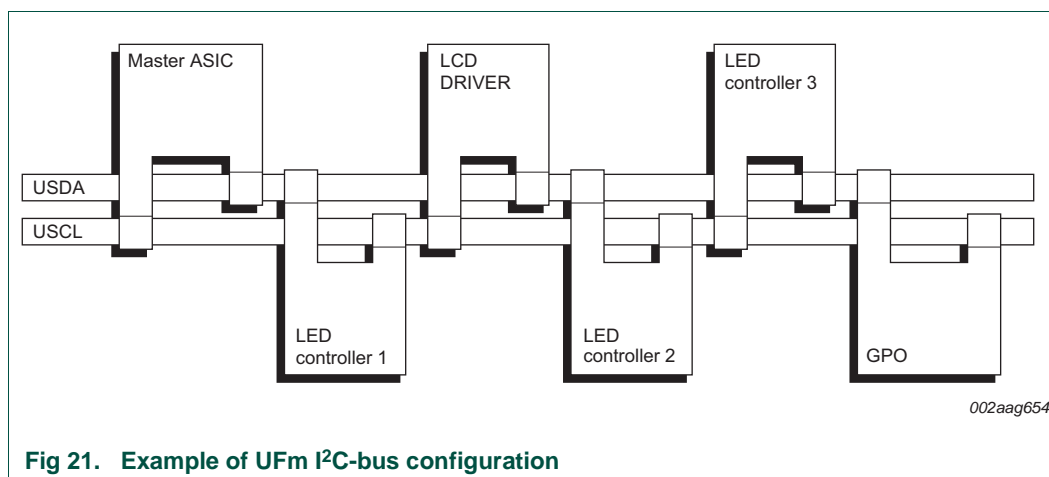 Master ASIC
LCD
DRIVER
LED
controller 3
USDA
USCL
LED
controller 1
LED
controller 2
GPO
002aag654
Fig 21. Example of UFm I²C-bus configuration